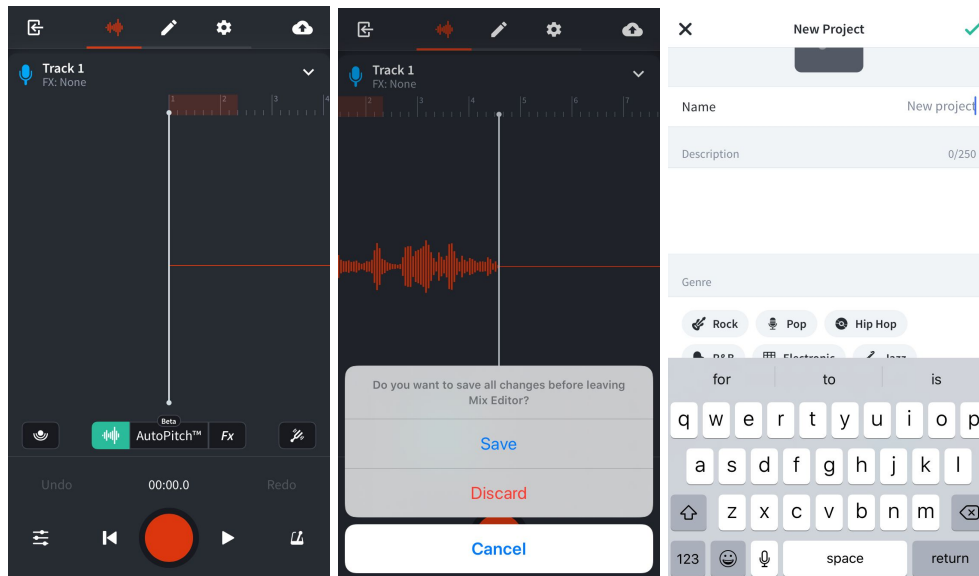 Track 1
FX: None
1 2 3 4
Beta
AutoPitch™ Fx
Undo 00:00.0 Redo
Track 1
FX: None
2 3 4 5 6 7
Do you want to save all changes before leaving
Mix Editor?
Save
Discard
Cancel
New Project
Name New project
Description 0/250
Genre
Rock Pop Hip Hop
R&B Electronic Jazz
for to is
q w e r t y u i o p
a s d f g h j k l
z x c v b n m
123 space return